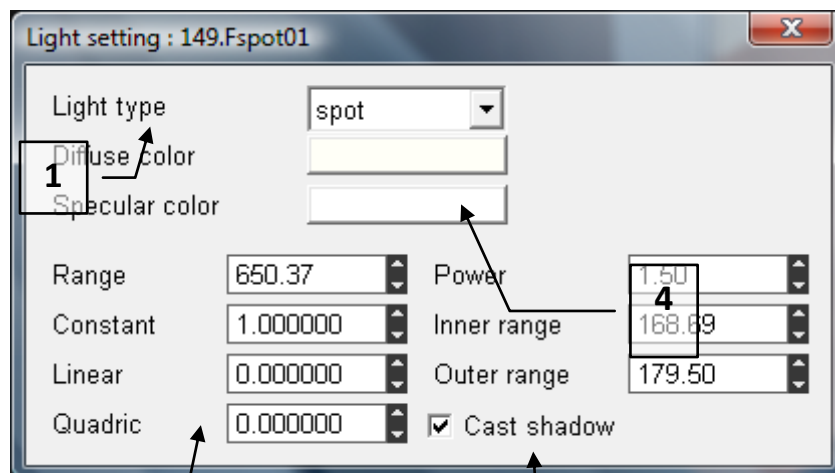 Light setting : 149.Fspot01
Light type spot
Diffuse color
1
Specular color
Range 650.37 Power 1.50
4
Constant 1.000000 Inner range 168.69
Linear 0.000000 Outer range 179.50
Quadric 0.000000 Cast shadow